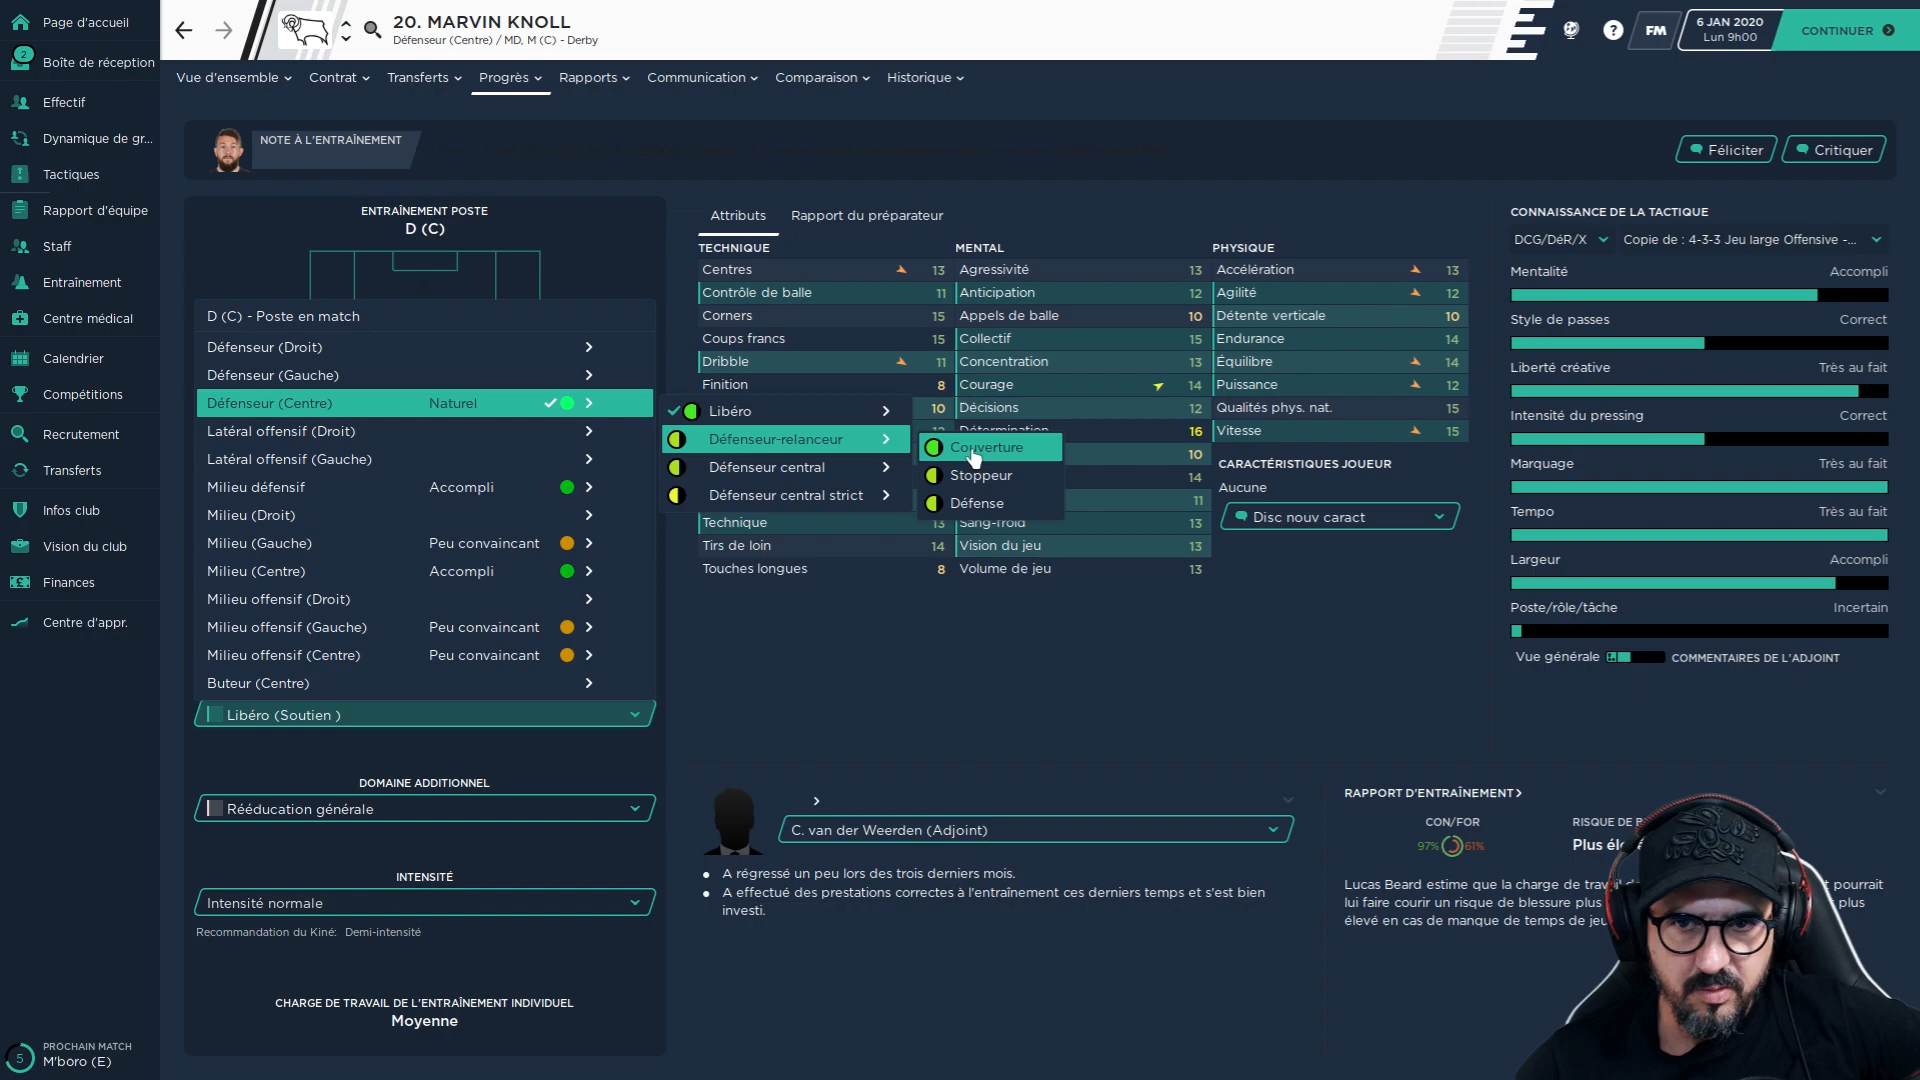 Page d'accueil
2
Boîte de réception
Effectif
Dynamique de gr...
Tactiques
Rapport d'équipe
Staff
Entraînement
Centre médical
Calendrier
Compétitions
Recrutement
Transferts
Infos club
Vision du club
Finances
Centre d'appr.
5
PROCHAIN MATCH
M'boro (E)
20. MARVIN KNOLL
Défenseur (Centre) / MD, M (C) - Derby
?
FM
6 JAN 2020
Lun 9h00
CONTINUER
Vue d'ensemble
Contrat
Transferts
Progrès
Rapports
Communication
Comparaison
Historique
NOTE À L'ENTRAÎNEMENT
Féliciter
Critiquer
ENTRAÎNEMENT POSTE
D (C)
D (C) - Poste en match
Défenseur (Droit)
Défenseur (Gauche)
Défenseur (Centre) Naturel
Latéral offensif (Droit)
Latéral offensif (Gauche)
Milieu défensif Accompli
Milieu (Droit)
Milieu (Gauche) Peu convaincant
Milieu (Centre) Accompli
Milieu offensif (Droit)
Milieu offensif (Gauche) Peu convaincant
Milieu offensif (Centre) Peu convaincant
Buteur (Centre)
Libéro (Soutien )
DOMAINE ADDITIONNEL
Rééducation générale
INTENSITÉ
Intensité normale
Recommandation du Kiné: Demi-intensité
CHARGE DE TRAVAIL DE L'ENTRAÎNEMENT INDIVIDUEL
Moyenne
Libéro
Défenseur-relanceur
Défenseur central
Défenseur central strict
Couverture
Stoppeur
Défense
Attributs
Rapport du préparateur
TECHNIQUE
Centres 13
Contrôle de balle 11
Corners 15
Coups francs 15
Dribble 11
Finition 8
10
Technique 13
Tirs de loin 14
Touches longues 8
MENTAL
Agressivité 13
Anticipation 12
Appels de balle 10
Collectif 15
Concentration 13
Courage 14
Décisions 12
Détermination 16
10
14
11
Sang-froid 13
Vision du jeu 13
Volume de jeu 13
PHYSIQUE
Accélération 13
Agilité 12
Détente verticale 10
Endurance 14
Équilibre 14
Puissance 12
Qualités phys. nat. 15
Vitesse 15
CARACTÉRISTIQUES JOUEUR
Aucune
Disc nouv caract
CONNAISSANCE DE LA TACTIQUE
DCG/DéR/X
Copie de : 4-3-3 Jeu large Offensive -...
Mentalité Accompli
Style de passes Correct
Liberté créative Très au fait
Intensité du pressing Correct
Marquage Très au fait
Tempo Très au fait
Largeur Accompli
Poste/rôle/tâche Incertain
Vue générale
COMMENTAIRES DE L'ADJOINT
C. van der Weerden (Adjoint)
A régressé un peu lors des trois derniers mois.
A effectué des prestations correctes à l'entraînement ces derniers temps et s'est bien
investi.
RAPPORT D'ENTRAÎNEMENT
CON/FOR
97% 61%
RISQUE DE
Plus
Lucas Beard estime que la charge de travail pourrait
lui faire courir un risque de blessure plus plus
élevé en cas de manque de temps de